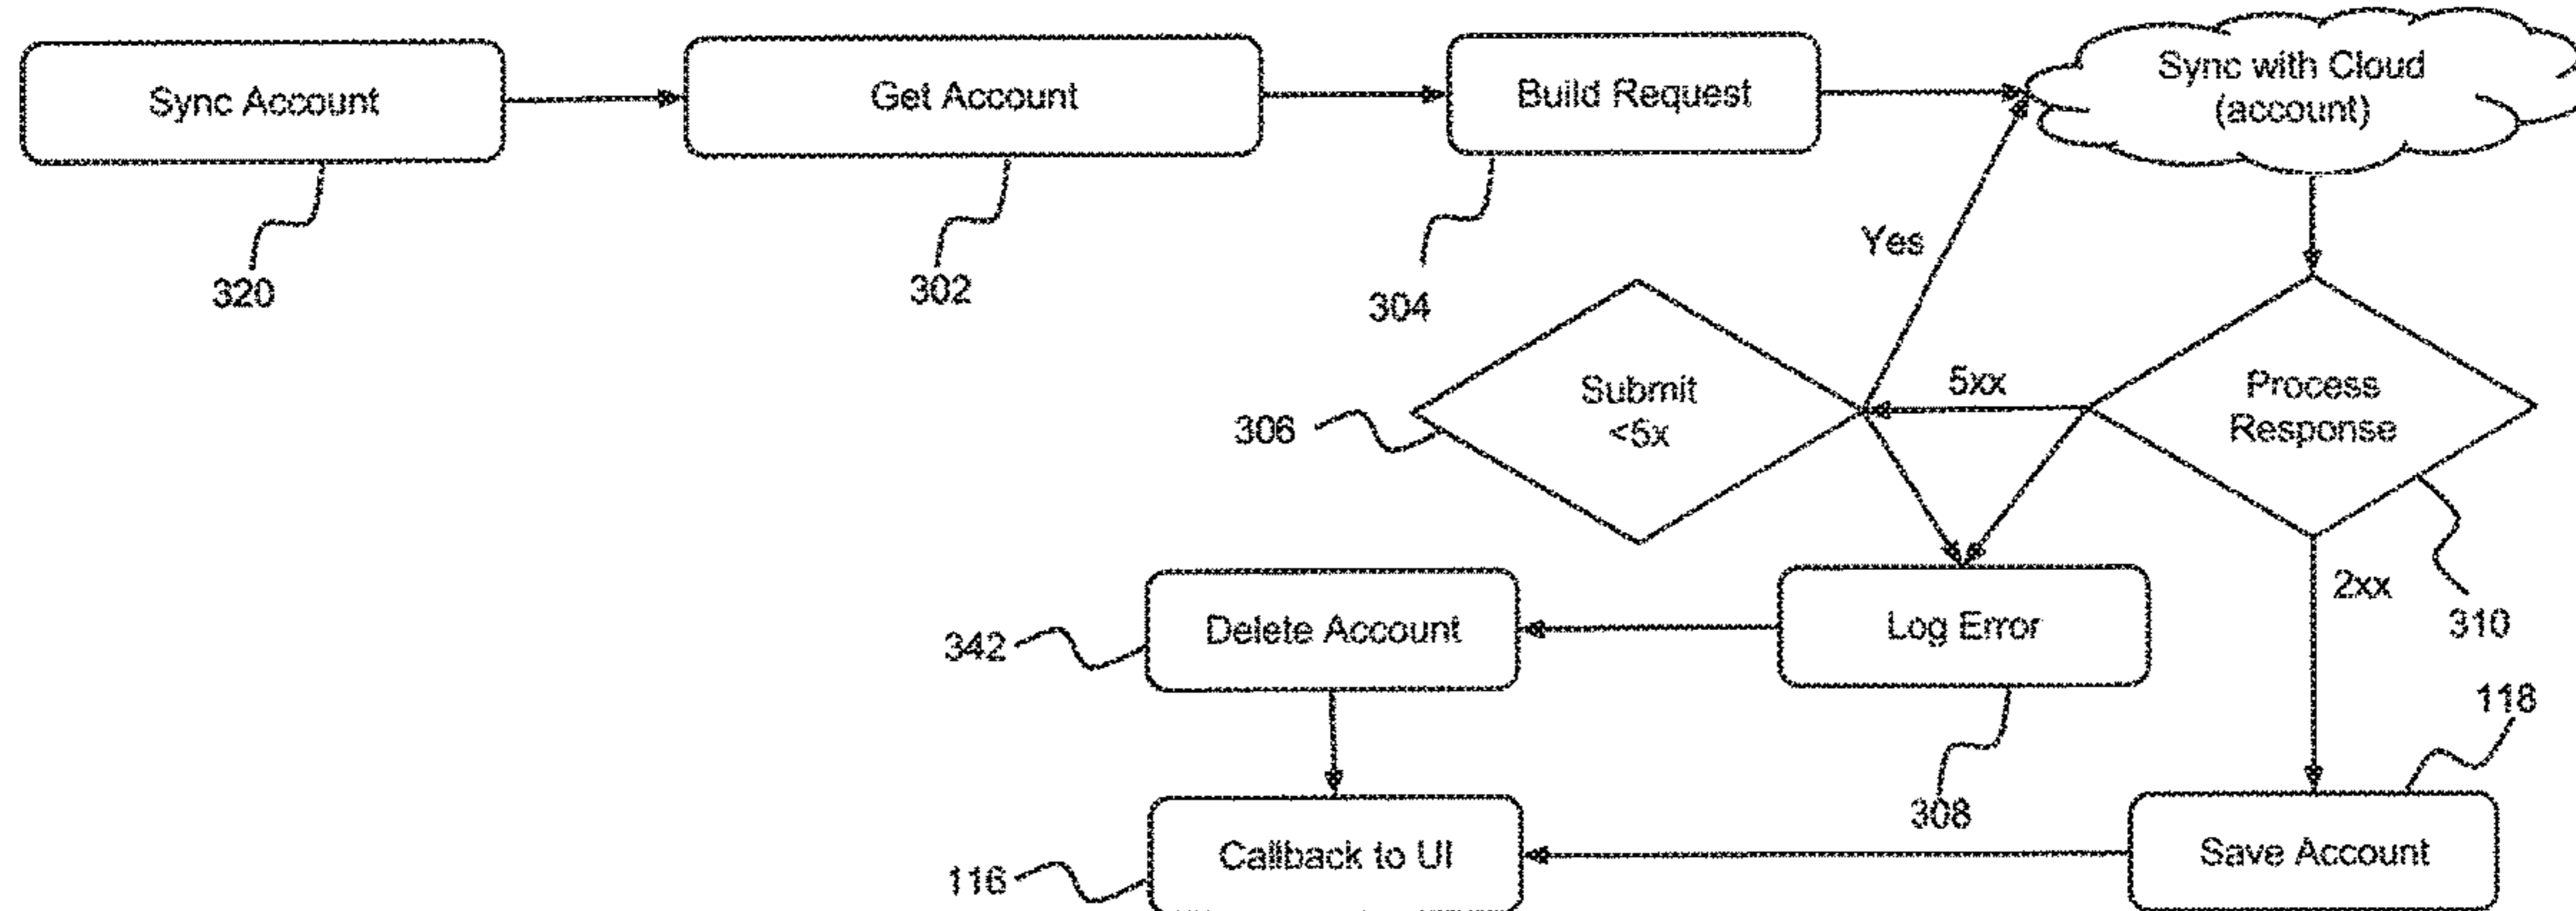 Sync Account
Get Account
Build Request
Sync with Cloud
(account)
320
302
304
Yes
306
Submit
<5x
5xx
Process
Response
310
2xx
342
Delete Account
Log Error
308
118
116
Callback to UI
Save Account